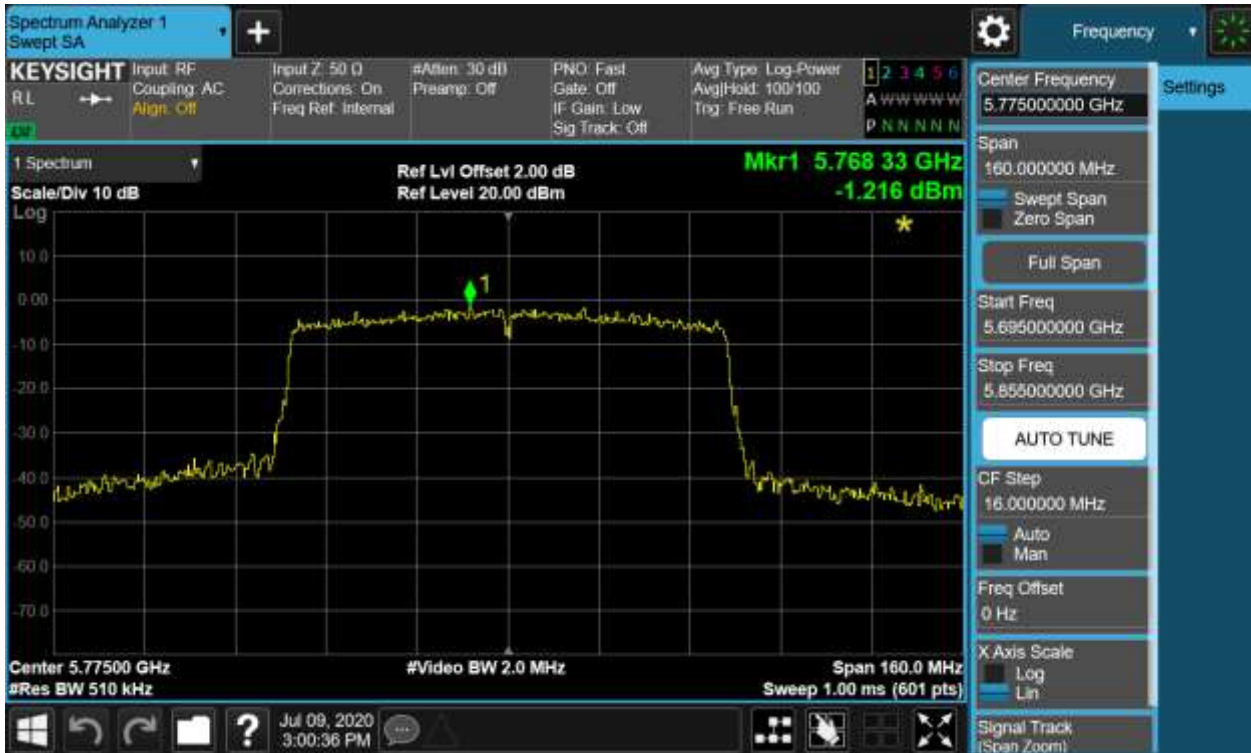 Spectrum Analyzer 1
Swept SA
+
Frequency
KEYSIGHT
RL
Input: RF
Coupling: AC
Align: Off
Input Z: 50 Ω
Corrections: On
Freq Ref: Internal
#Atten: 30 dB
Preamp: Off
PNO: Fast
Gate: Off
IF Gain: Low
Sig Track: Off
Avg Type: Log-Power
Avg|Hold: 100/100
Trig: Free Run
1 2 3 4 5 6
A W W W W W
P N N N N N
Center Frequency
5.775000000 GHz
Settings
Span
160.000000 MHz
Swept Span
Zero Span
Full Span
Start Freq
5.695000000 GHz
Stop Freq
5.855000000 GHz
AUTO TUNE
CF Step
16.000000 MHz
Auto
Man
Freq Offset
0 Hz
X Axis Scale
Log
Lin
Signal Track
(Span Zoom)
1 Spectrum
Scale/Div 10 dB
Log
Ref Lvl Offset 2.00 dB
Ref Level 20.00 dBm
Mkr1 5.768 33 GHz
-1.216 dBm
*
1
10.0
0.00
-10.0
-20.0
-30.0
-40.0
-50.0
-60.0
-70.0
Center 5.77500 GHz
#Res BW 510 kHz
#Video BW 2.0 MHz
Span 160.0 MHz
Sweep 1.00 ms (601 pts)
?
Jul 09, 2020
3:00:36 PM